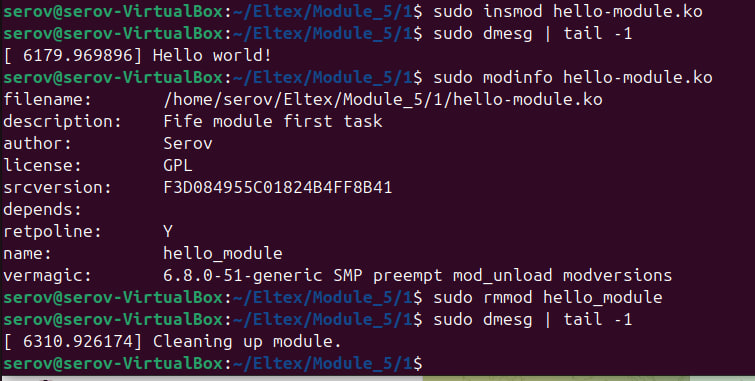 serov@serov-VirtualBox:~/Eltex/Module_5/1$ sudo insmod hello-module.ko
serov@serov-VirtualBox:~/Eltex/Module_5/1$ sudo dmesg | tail -1
[ 6179.969896] Hello world!
serov@serov-VirtualBox:~/Eltex/Module_5/1$ sudo modinfo hello-module.ko
filename:       /home/serov/Eltex/Module_5/1/hello-module.ko
description:    Fife module first task
author:         Serov
license:        GPL
srcversion:     F3D084955C01824B4FF8B41
depends:
retpoline:      Y
name:           hello_module
vermagic:       6.8.0-51-generic SMP preempt mod_unload modversions
serov@serov-VirtualBox:~/Eltex/Module_5/1$ sudo rmmod hello_module
serov@serov-VirtualBox:~/Eltex/Module_5/1$ sudo dmesg | tail -1
[ 6310.926174] Cleaning up module.
serov@serov-VirtualBox:~/Eltex/Module_5/1$